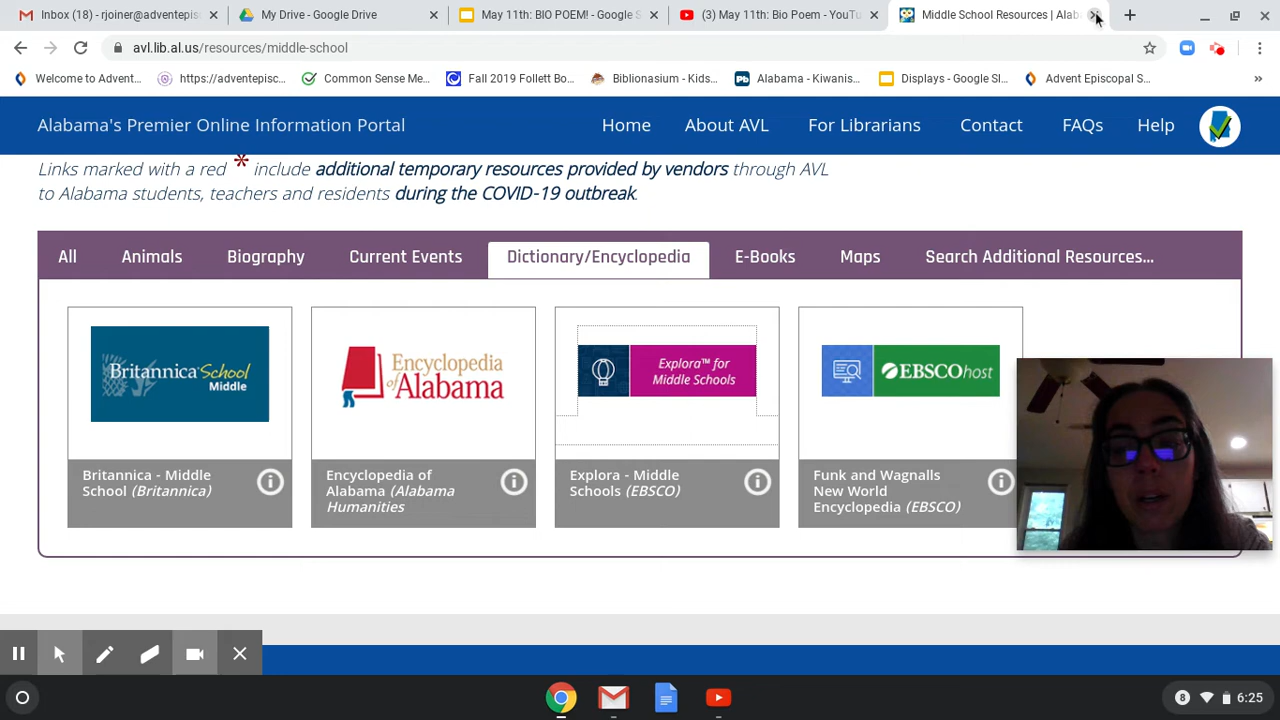 Inbox (18) - rjoiner@adventepis
My Drive - Google Drive
May 11th: BIO POEM! - Google S
(3) May 11th: Bio Poem - YouTu
Middle School Resources | Alab
avl.lib.al.us/resources/middle-school
Welcome to Advent...
https://adventepisc...
Common Sense Me...
Fall 2019 Follett Bo...
Biblionasium - Kids...
Pb
Alabama - Kiwanis...
Displays - Google Sl...
Advent Episcopal S...
»
Alabama's Premier Online Information Portal
Home
About AVL
For Librarians
Contact
FAQs
Help
Links marked with a red * include additional temporary resources provided by vendors through AVL
to Alabama students, teachers and residents during the COVID-19 outbreak.
All
Animals
Biography
Current Events
Dictionary/Encyclopedia
E-Books
Maps
Search Additional Resources...
Britannica School
Middle
Encyclopedia
of Alabama
Explora™ for
Middle Schools
EBSCOhost
Britannica - Middle
School (Britannica)
Encyclopedia of
Alabama (Alabama
Humanities
Explora - Middle
Schools (EBSCO)
Funk and Wagnalls
New World
Encyclopedia (EBSCO)
8
6:25